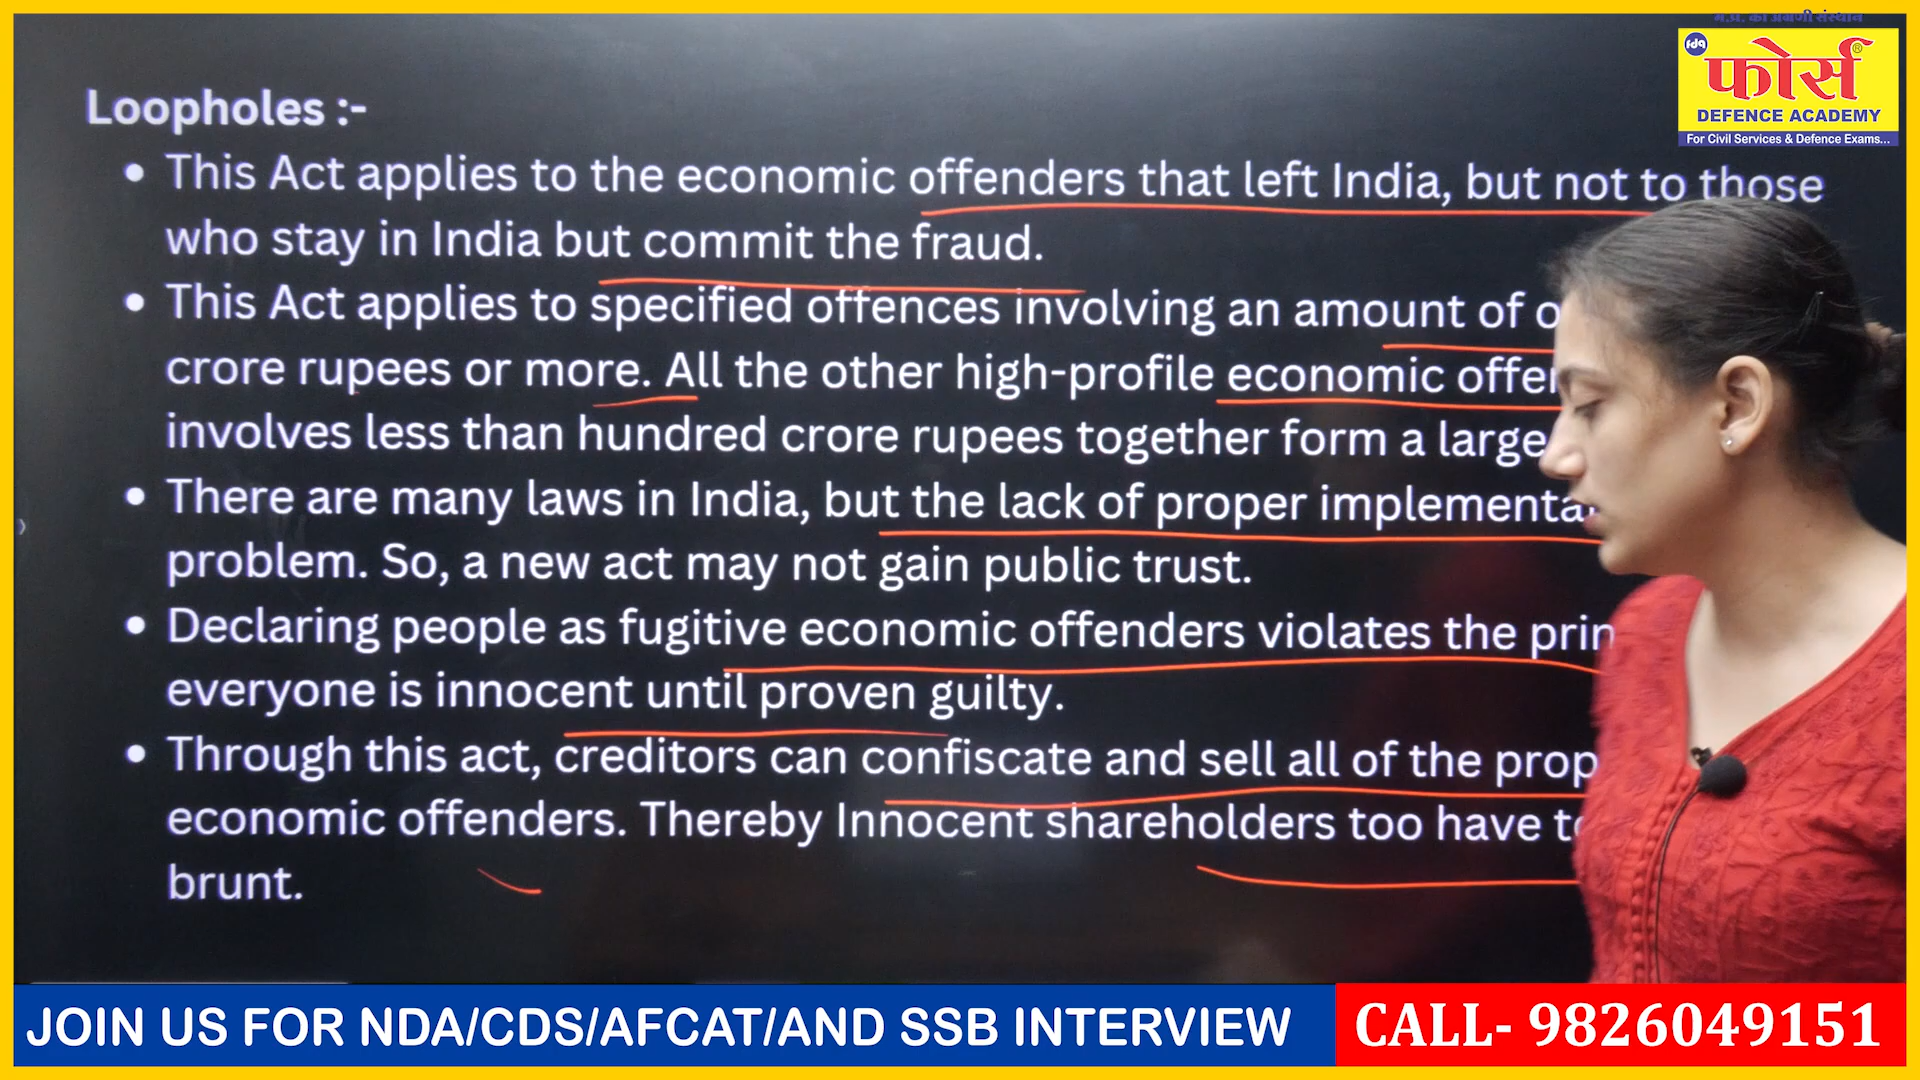 म.प्र. का अग्रणी संस्थान
fda
फोर्स®
DEFENCE ACADEMY
For Civil Services & Defence Exams...
Loopholes :-
• This Act applies to the economic offenders that left India, but not to those
who stay in India but commit the fraud.
• This Act applies to specified offences involving an amount of
crore rupees or more. All the other high-profile economic
involves less than hundred crore rupees together form a large
• There are many laws in India, but the lack of proper
problem. So, a new act may not gain public trust.
• Declaring people as fugitive economic offenders violates the
everyone is innocent until proven guilty.
• Through this act, creditors can confiscate and sell all of the
economic offenders. Thereby Innocent shareholders too have
brunt.
JOIN US FOR NDA/CDS/AFCAT/AND SSB INTERVIEW
CALL- 9826049151